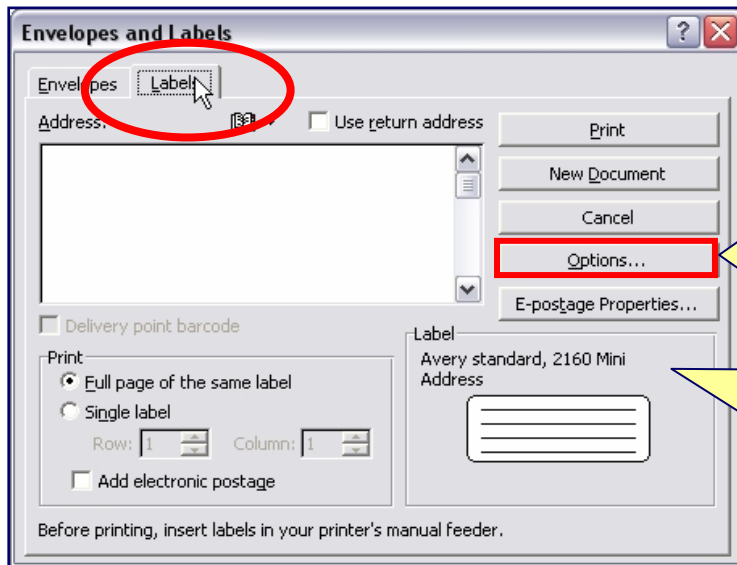 Envelopes and Labels
Envelopes Labels
Address: Use return address Print
New Document
Cancel
Options...
E-postage Properties...
Delivery point barcode
Print
Full page of the same label
Single label
Row: 1 Column: 1
Add electronic postage
Label
Avery standard, 2160 Mini
Address
Before printing, insert labels in your printer's manual feeder.